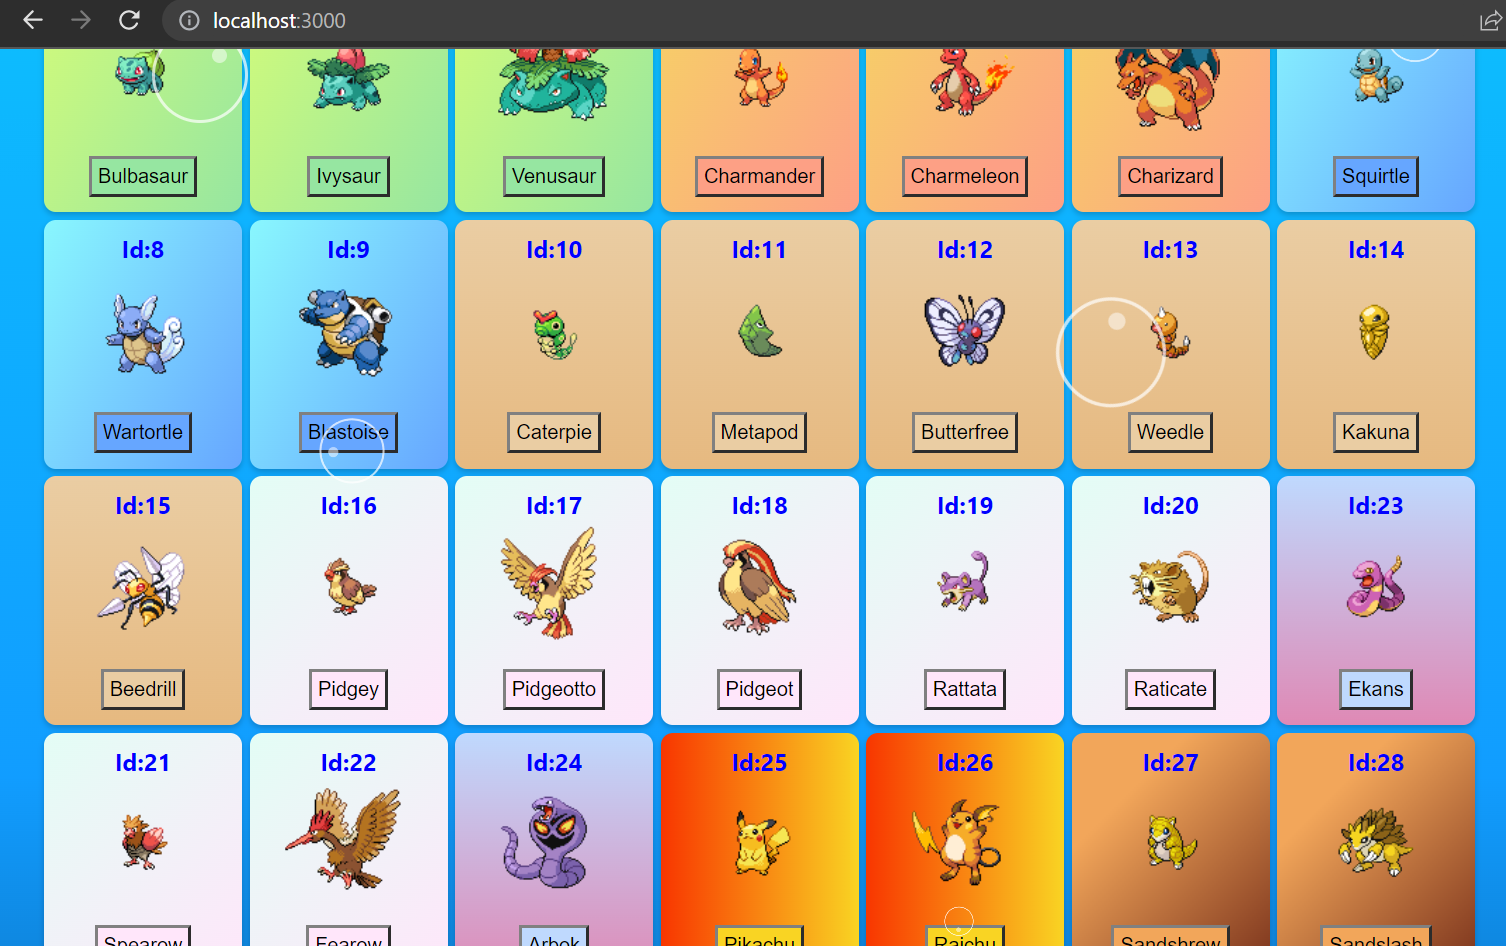 localhost:3000
Bulbasaur Ivysaur Venusaur Charmander Charmeleon Charizard Squirtle
Id:8 Id:9 Id:10 Id:11 Id:12 Id:13 Id:14
Wartortle Blastoise Caterpie Metapod Butterfree Weedle Kakuna
Id:15 Id:16 Id:17 Id:18 Id:19 Id:20 Id:23
Beedrill Pidgey Pidgeotto Pidgeot Rattata Raticate Ekans
Id:21 Id:22 Id:24 Id:25 Id:26 Id:27 Id:28
Spearow Fearow Arbok Pikachu Raichu Sandshrew Sandslash